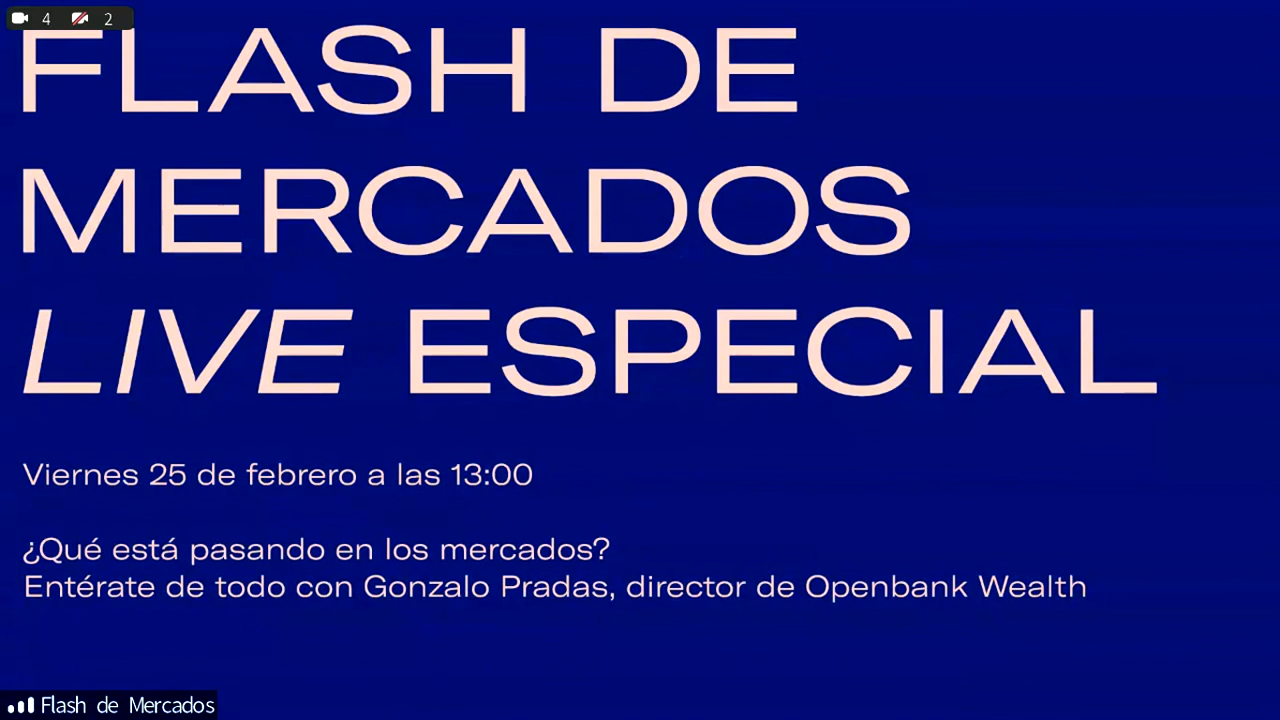 4 2
FLASH DE
MERCADOS
LIVE ESPECIAL
Viernes 25 de febrero a las 13:00
¿Qué está pasando en los mercados?
Entérate de todo con Gonzalo Pradas, director de Openbank Wealth
Flash de Mercados